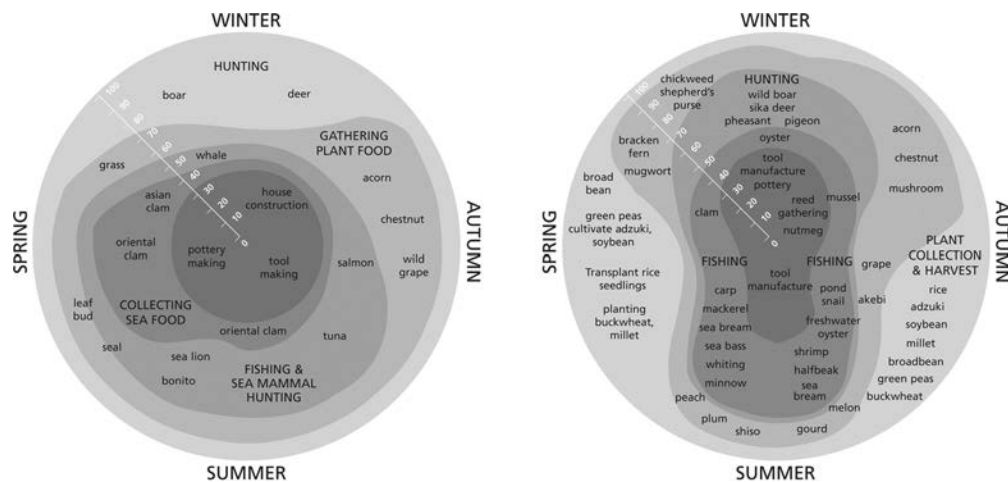 WINTER
HUNTING
boar
deer
GATHERING
PLANT FOOD
100
90
80
70
60
50
40
30
20
10
0
grass
whale
acorn
asian
clam
house
construction
chestnut
SPRING
AUTUMN
oriental
clam
pottery
making
tool
making
salmon
wild
grape
leaf
bud
COLLECTING
SEA FOOD
oriental clam
tuna
seal
sea lion
bonito
FISHING &
SEA MAMMAL
HUNTING
SUMMER
WINTER
chickweed
shepherd's
purse
HUNTING
wild boar
sika deer
pheasant
pigeon
oyster
100
90
80
70
60
50
40
30
20
10
0
bracken
fern
mugwort
acorn
chestnut
mushroom
broad
bean
tool
manufacture
pottery
clam
reed
gathering
mussel
nutmeg
green peas
cultivate adzuki,
soybean
SPRING
AUTUMN
PLANT
COLLECTION
& HARVEST
FISHING
FISHING
grape
Transplant rice
seedlings
tool
manufacture
carp
mackerel
sea bream
sea bass
whiting
minnow
pond
snail
akebi
freshwater
oyster
shrimp
halfbeak
sea
bream
planting
buckwheat,
millet
rice
adzuki
soybean
millet
broadbean
green peas
buckwheat
peach
plum
shiso
gourd
melon
SUMMER